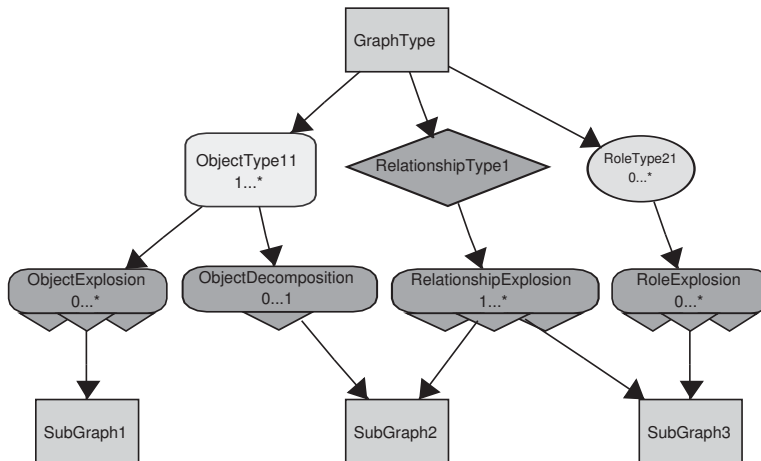 GraphType
ObjectType11
1...*
RelationshipType1
RoleType21
0...*
ObjectExplosion
0...*
ObjectDecomposition
0...1
RelationshipExplosion
1...*
RoleExplosion
0...*
SubGraph1
SubGraph2
SubGraph3